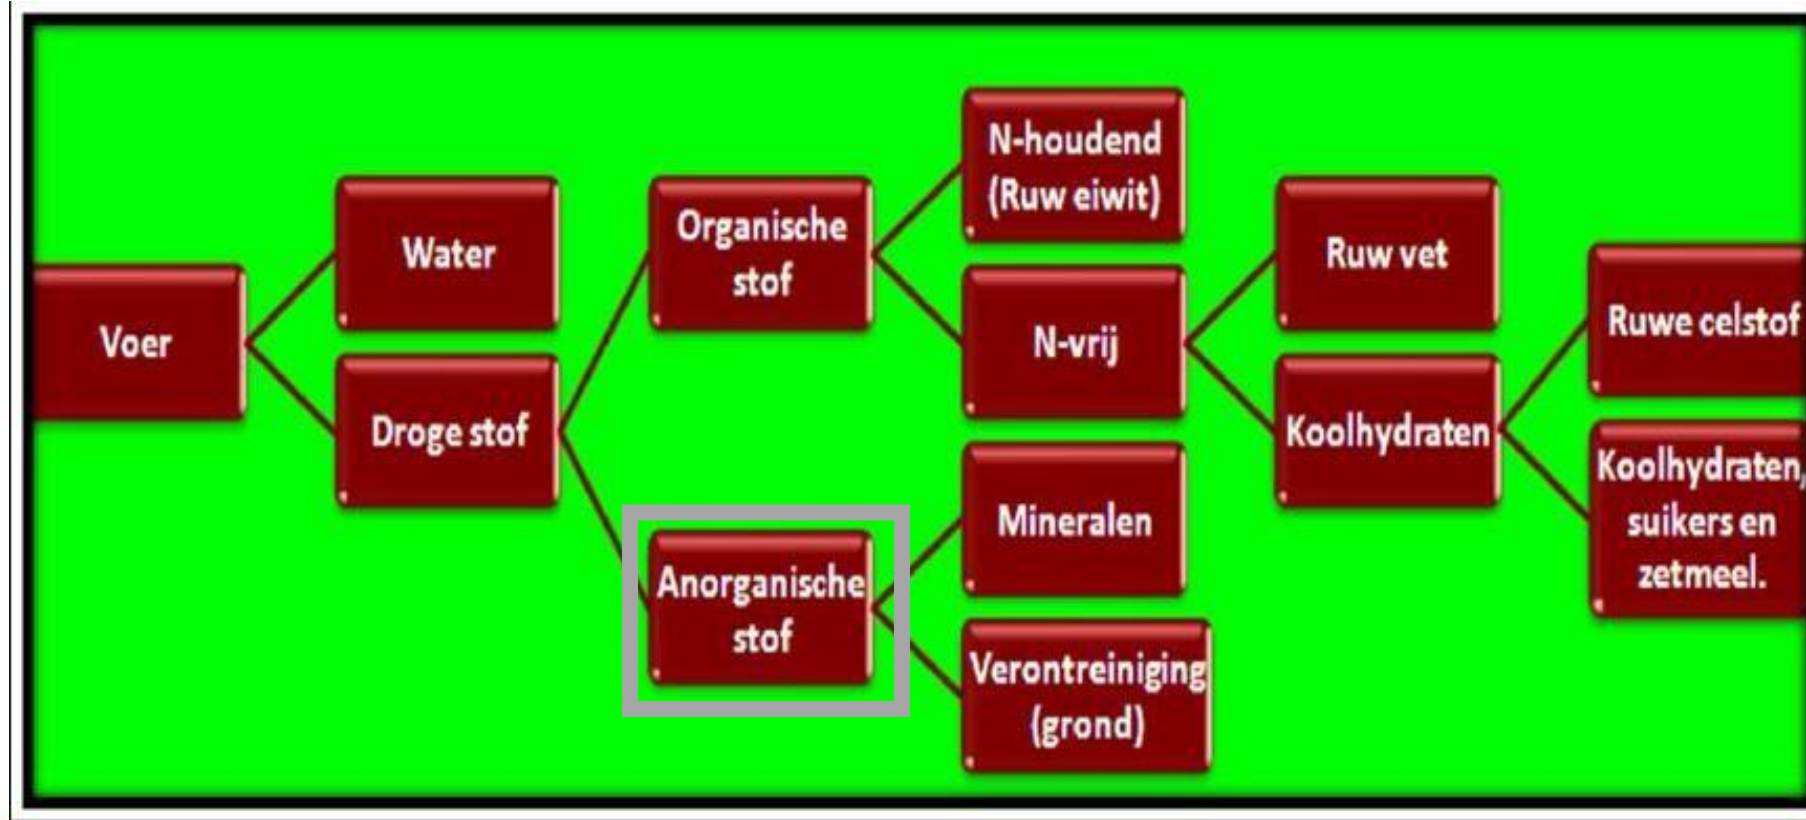 Voer
Water
Droge stof
Organische
stof
Anorganische
stof
N-houdend
(Ruw eiwit)
N-vrij
Mineralen
Verontreiniging
(grond)
Ruw vet
Koolhydraten
Ruwe celstof
Koolhydraten,
suikers en
zetmeel.